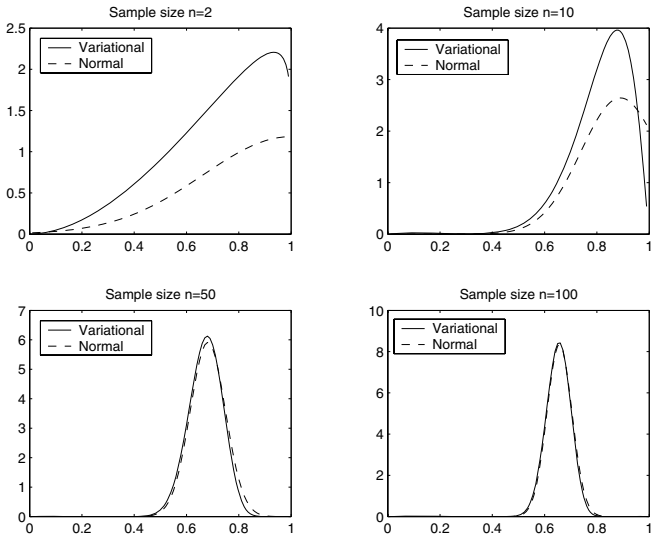 Sample size n=2
2.5
2
1.5
1
0.5
0
0 0.2 0.4 0.6 0.8 1
Variational
Normal
Sample size n=10
4
3
2
1
0
0 0.2 0.4 0.6 0.8 1
Variational
Normal
Sample size n=50
7
6
5
4
3
2
1
0
0 0.2 0.4 0.6 0.8 1
Variational
Normal
Sample size n=100
10
8
6
4
2
0
0 0.2 0.4 0.6 0.8 1
Variational
Normal